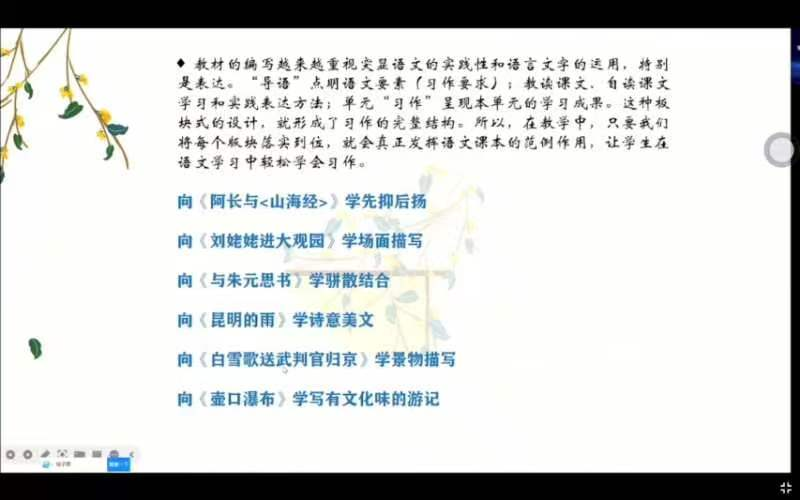 ◆ 教材的编写越来越重视突显语文的实践性和语言文字的运用，特别
是表达。“导语”点明语文要素（习作要求）；教读课文、自读课文
学习和实践表达方法；单元“习作”呈现本单元的学习成果。这种板
块式的设计，就形成了习作的完整结构。所以，在教学中，只要我们
将每个板块落实到位，就会真正发挥语文课本的范例作用，让学生在
语文学习中轻松学会习作。
向《阿长与<山海经>》学先抑后扬
向《刘姥姥进大观园》学场面描写
向《与朱元思书》学骈散结合
向《昆明的雨》学诗意美文
向《白雪歌送武判官归京》学景物描写
向《壶口瀑布》学写有文化味的游记